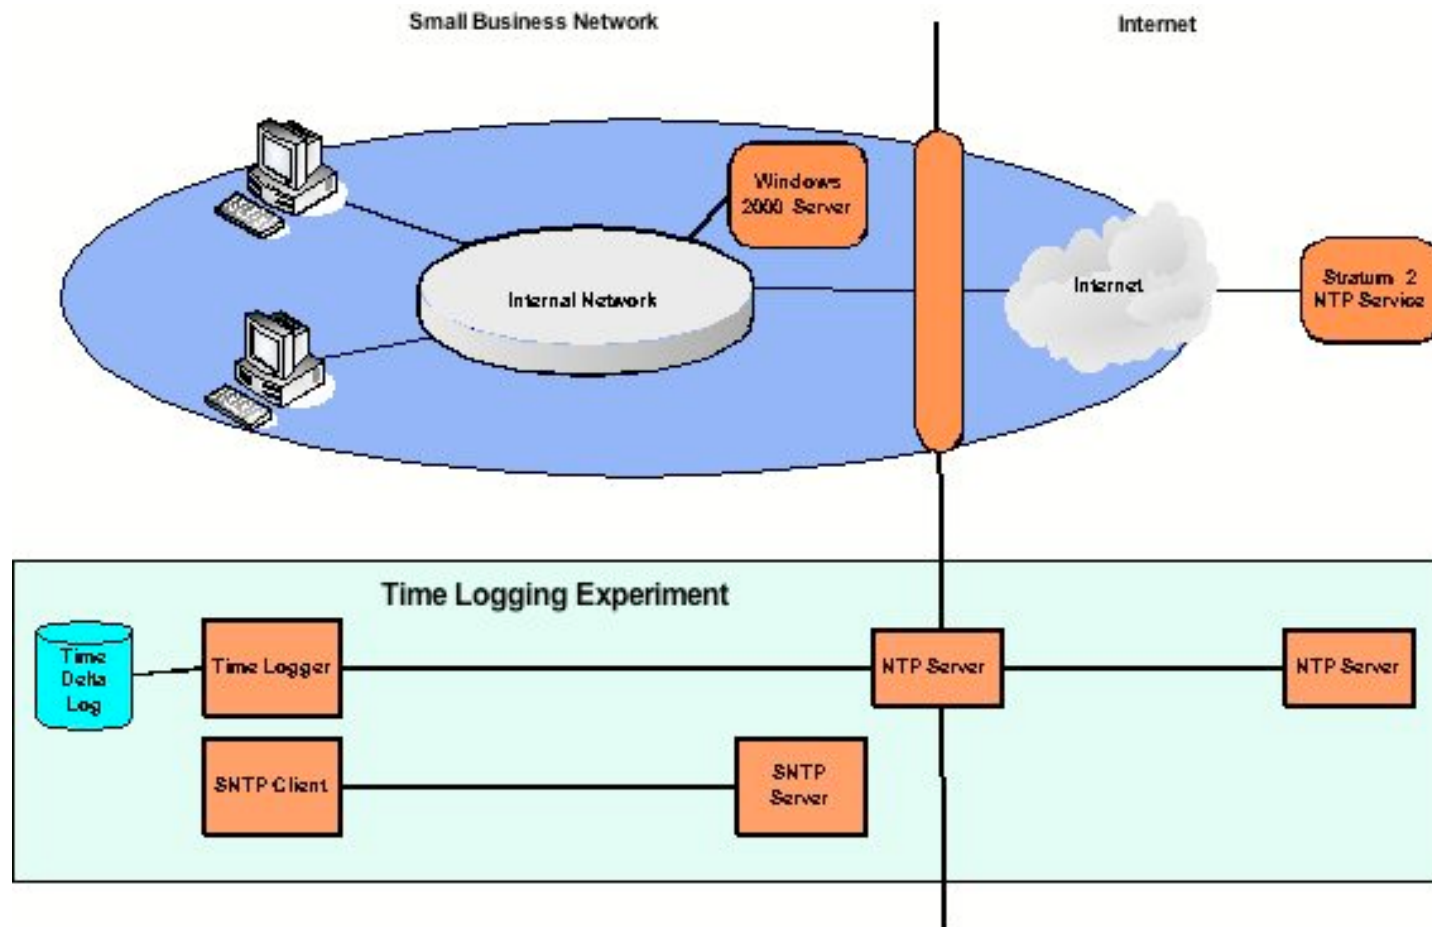 Small Business Network
Internet
Windows
2000 Server
Internal Network
Internet
Stratum 2
NTP Service
Time Logging Experiment
Time
Delta
Log
Time Logger
NTP Server
NTP Server
SNTP Client
SNTP
Server